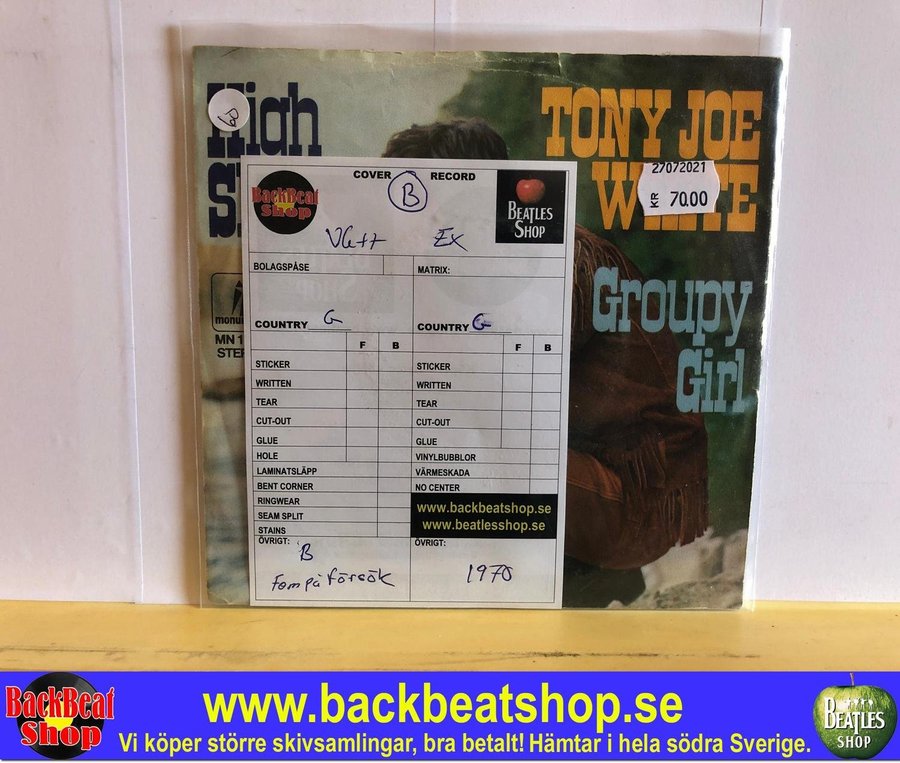 High
S
TONY JOE
WHITE
Groupy
Girl
27072021
KR 7000
B
monu
MN 1
STE
COVER B RECORD
BackBeat
Shop
BEATLES
SHOP
VG++ EX
BOLAGSPÅSE
MATRIX:
COUNTRY G
COUNTRY G
F B
F B
STICKER
WRITTEN
TEAR
CUT-OUT
GLUE
HOLE
LAMINATSLÄPP
BENT CORNER
RINGWEAR
SEAM SPLIT
STAINS
ÖVRIGT:
B
Fem på försök
STICKER
WRITTEN
TEAR
CUT-OUT
GLUE
VINYLBUBBLOR
VÄRMESKADA
NO CENTER
www.backbeatshop.se
www.beatlesshop.se
ÖVRIGT:
1970
BackBeat
Shop
www.backbeatshop.se
Vi köper större skivsamlingar, bra betalt! Hämtar i hela södra Sverige.
BEATLES
SHOP